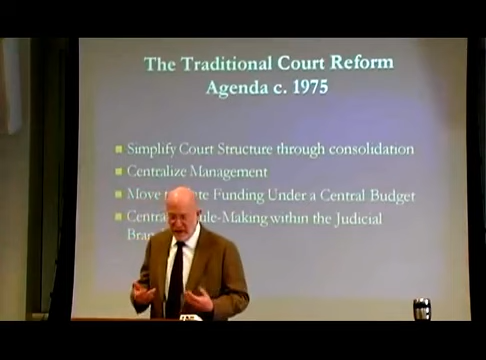 The Traditional Court Reform
Agenda c. 1975
Simplify Court Structure through consolidation
Centralize Management
Move Funding Under a Central Budget
within the Judicial